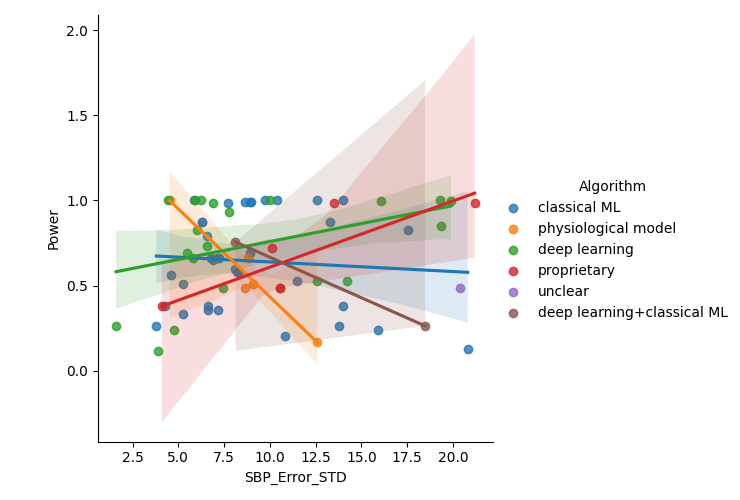 2.0
1.5
1.0
0.5
0.0
Power
2.5 5.0 7.5 10.0 12.5 15.0 17.5 20.0
SBP_Error_STD
Algorithm
classical ML
physiological model
deep learning
proprietary
unclear
deep learning+classical ML